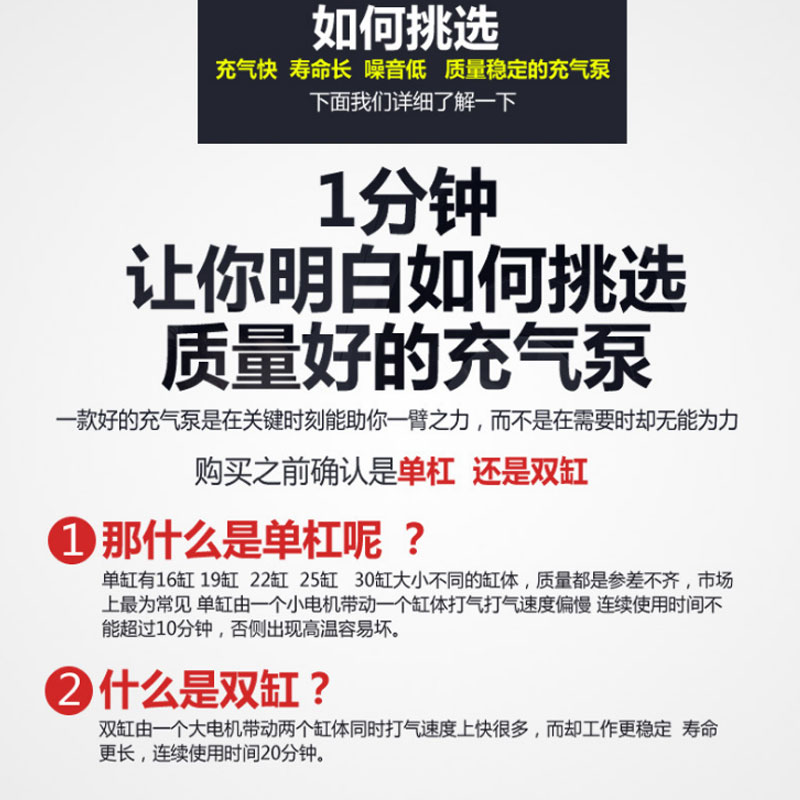 如何挑选
充气快 寿命长 噪音低 质量稳定的充气泵
下面我们详细了解一下
1分钟
让你明白如何挑选
质量好的充气泵
一款好的充气泵是在关键时刻能助你一臂之力，而不是在需要时却无能为力
购买之前确认是单杠 还是双缸
1 那什么是单杠呢 ？
单缸有16缸 19缸 22缸 25缸 30缸大小不同的缸体，质量都是参差不齐，市场
上最为常见 单缸由一个小电机带动一个缸体打气打气速度偏慢 连续使用时间不
能超过10分钟，否侧出现高温容易坏。
2 什么是双缸？
双缸由一个大电机带动两个缸体同时打气速度上快很多，而却工作更稳定 寿命
更长，连续使用时间20分钟。